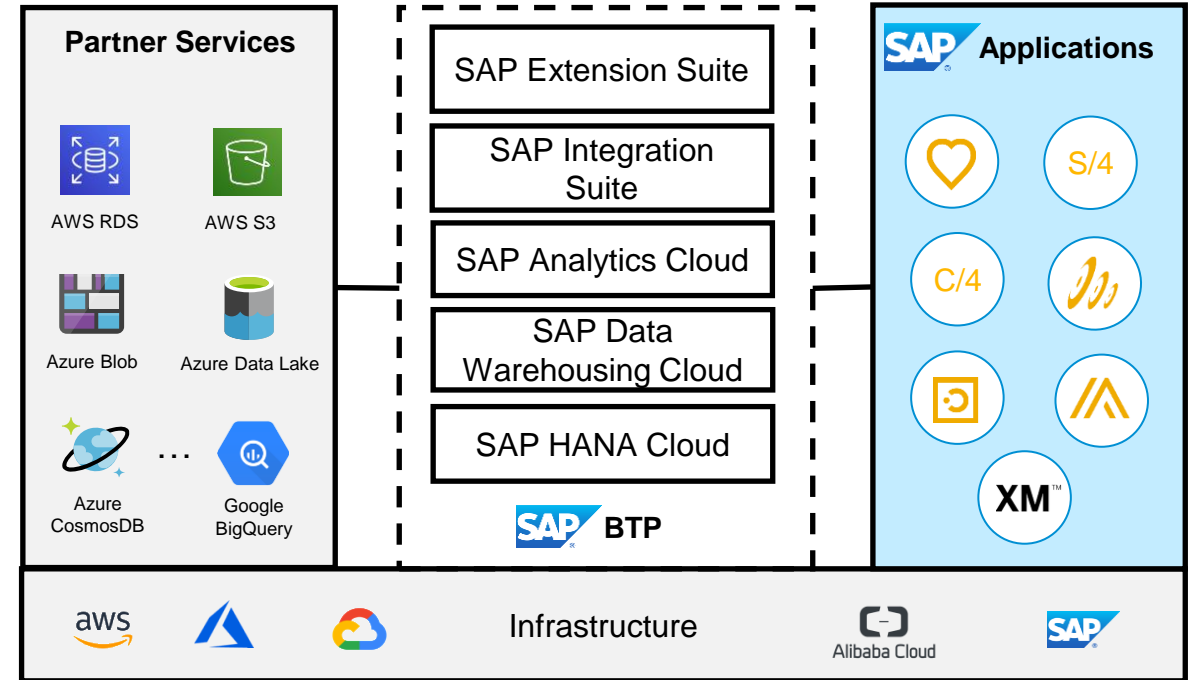 Partner Services
AWS RDS
AWS S3
Azure Blob
Azure Data Lake
...
Azure
CosmosDB
Google
BigQuery
SAP Extension Suite
SAP Integration
Suite
SAP Analytics Cloud
SAP Data
Warehousing Cloud
SAP HANA Cloud
SAP® BTP
SAP® Applications
S/4
C/4
XM™
aws
Infrastructure
Alibaba Cloud
SAP®